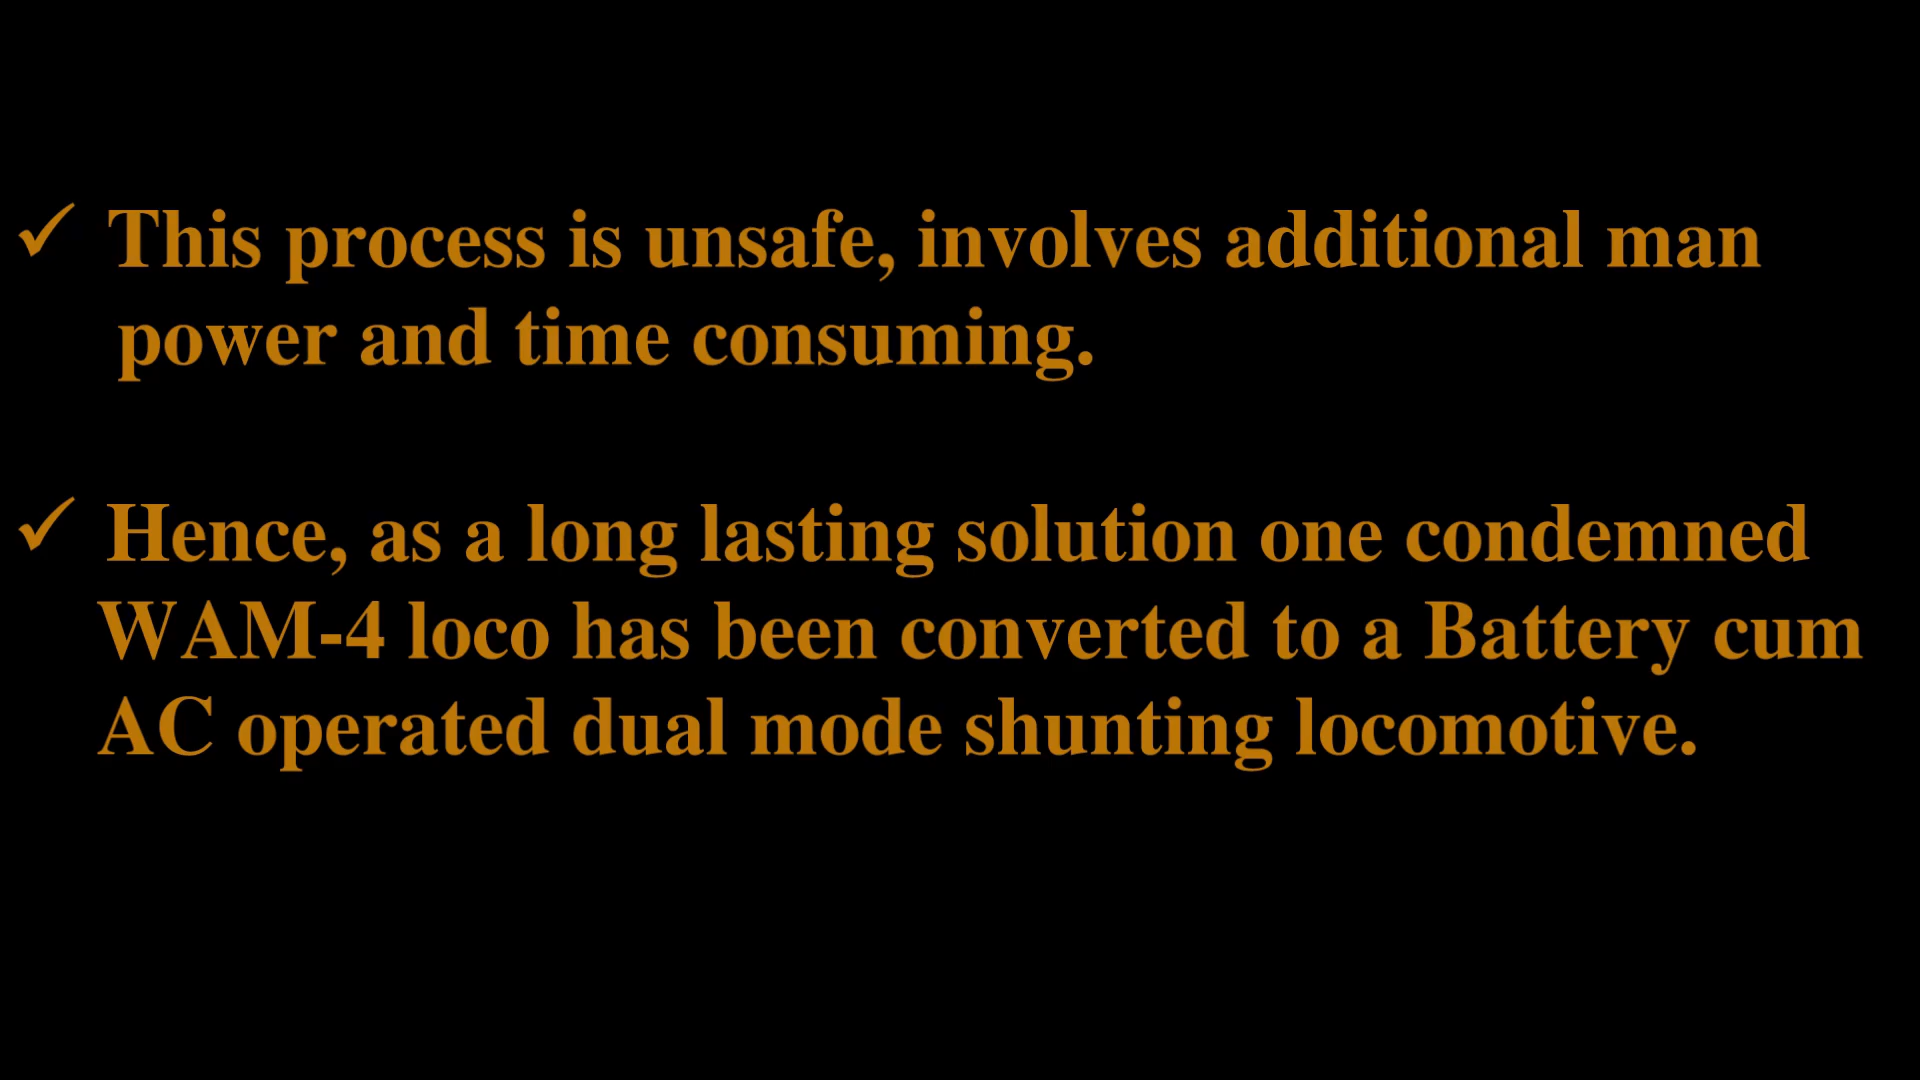 ✓ This process is unsafe, involves additional man
power and time consuming.
✓ Hence, as a long lasting solution one condemned
WAM-4 loco has been converted to a Battery cum
AC operated dual mode shunting locomotive.